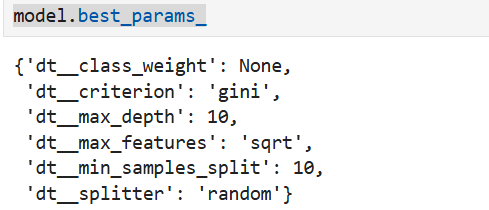 model.best_params_
{'dt__class_weight': None,
 'dt__criterion': 'gini',
 'dt__max_depth': 10,
 'dt__max_features': 'sqrt',
 'dt__min_samples_split': 10,
 'dt__splitter': 'random'}